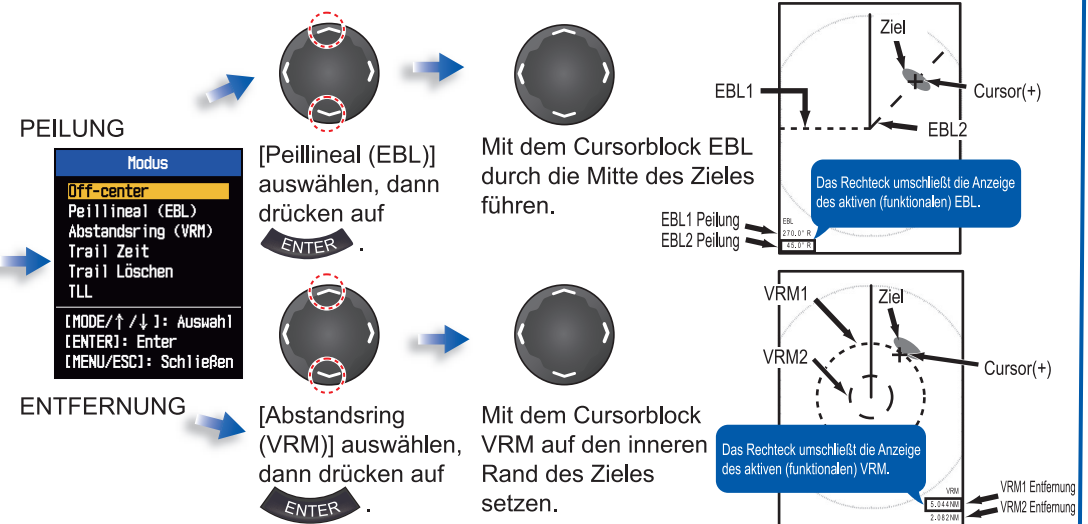 PEILUNG
Modus
Off-center
Peillineal (EBL)
Abstandsring (VRM)
Trail Zeit
Trail Löschen
TLL
[MODE/↑/↓]: Auswahl
[ENTER]: Enter
[MENU/ESC]: Schließen
ENTFERNUNG
[Peillineal (EBL)]
auswählen, dann
drücken auf
ENTER .
Mit dem Cursorblock EBL
durch die Mitte des Zieles
führen.
Ziel
EBL1
Cursor(+)
EBL2
Das Rechteck umschließt die Anzeige
des aktiven (funktionalen) EBL.
EBL1 Peilung
EBL2 Peilung
EBL
270.0° R
45.0° R
[Abstandsring
(VRM)] auswählen,
dann drücken auf
ENTER .
Mit dem Cursorblock
VRM auf den inneren
Rand des Zieles
setzen.
VRM1
Ziel
VRM2
Cursor(+)
Das Rechteck umschließt die Anzeige
des aktiven (funktionalen) VRM.
VRM
5.044NM
2.082NM
VRM1 Entfernung
VRM2 Entfernung